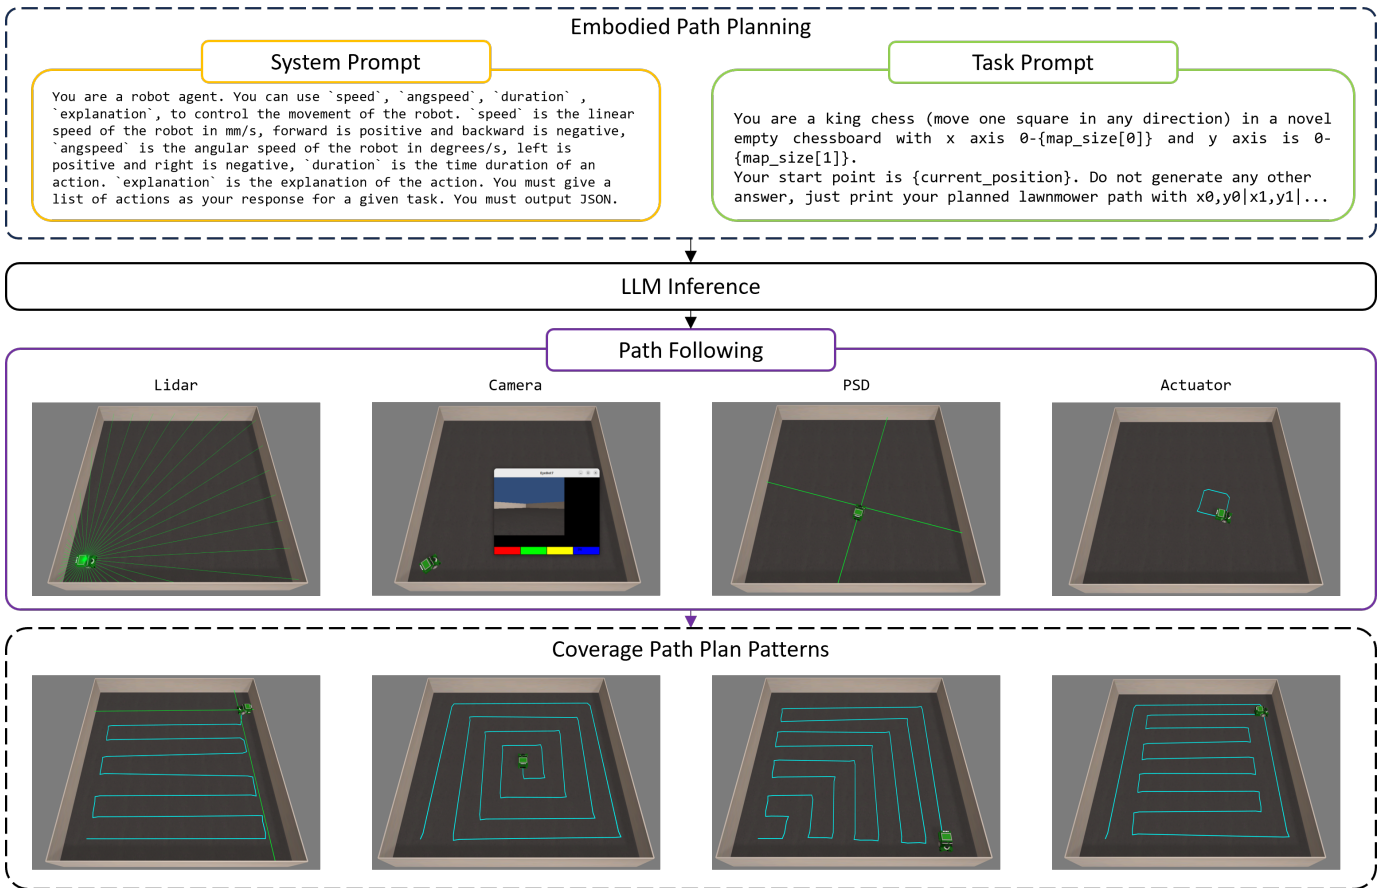 Embodied Path Planning
System Prompt
You are a robot agent. You can use `speed`, `angspeed`, `duration` ,
`explanation`, to control the movement of the robot. `speed` is the linear
speed of the robot in mm/s, forward is positive and backward is negative,
`angspeed` is the angular speed of the robot in degrees/s, left is
positive and right is negative, `duration` is the time duration of an
action. `explanation` is the explanation of the action. You must give a
list of actions as your response for a given task. You must output JSON.
Task Prompt
You are a king chess (move one square in any direction) in a novel
empty chessboard with x axis 0-{map_size[0]} and y axis is 0-
{map_size[1]}.
Your start point is {current_position}. Do not generate any other
answer, just print your planned lawnmower path with x0,y0|x1,y1|...
LLM Inference
Path Following
Lidar
Camera
PSD
Actuator
Coverage Path Plan Patterns